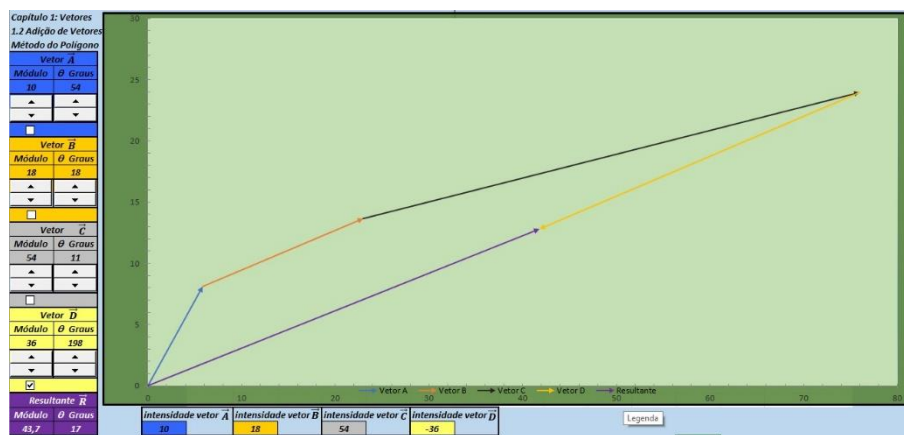 Capítulo 1: Vetores
1.2 Adição de Vetores
Método do Polígono
Vetor A
Módulo θ Graus
10 54
Vetor B
Módulo θ Graus
18 18
Vetor C
Módulo θ Graus
54 11
Vetor D
Módulo θ Graus
36 198
Resultante R
Módulo θ Graus
43,7 17
30
25
20
15
10
5
0
0 10 20 30 40 50 60 70 80
Vetor A Vetor B Vetor C Vetor D Resultante
Legenda
intensidade vetor A intensidade vetor B intensidade vetor C intensidade vetor D
10 18 54 -36